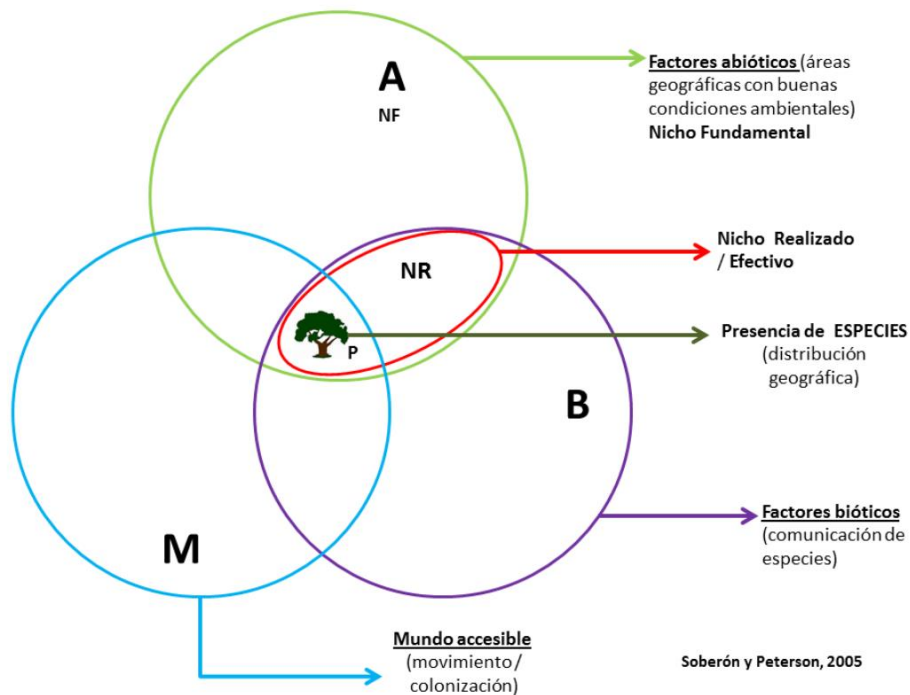 A
NF
Factores abióticos (áreas
geográficas con buenas
condiciones ambientales)
Nicho Fundamental
Nicho Realizado
/ Efectivo
NR
Presencia de ESPECIES
(distribución
geográfica)
P
B
Factores bióticos
(comunicación de
especies)
M
Mundo accesible
(movimiento /
colonización)
Soberón y Peterson, 2005